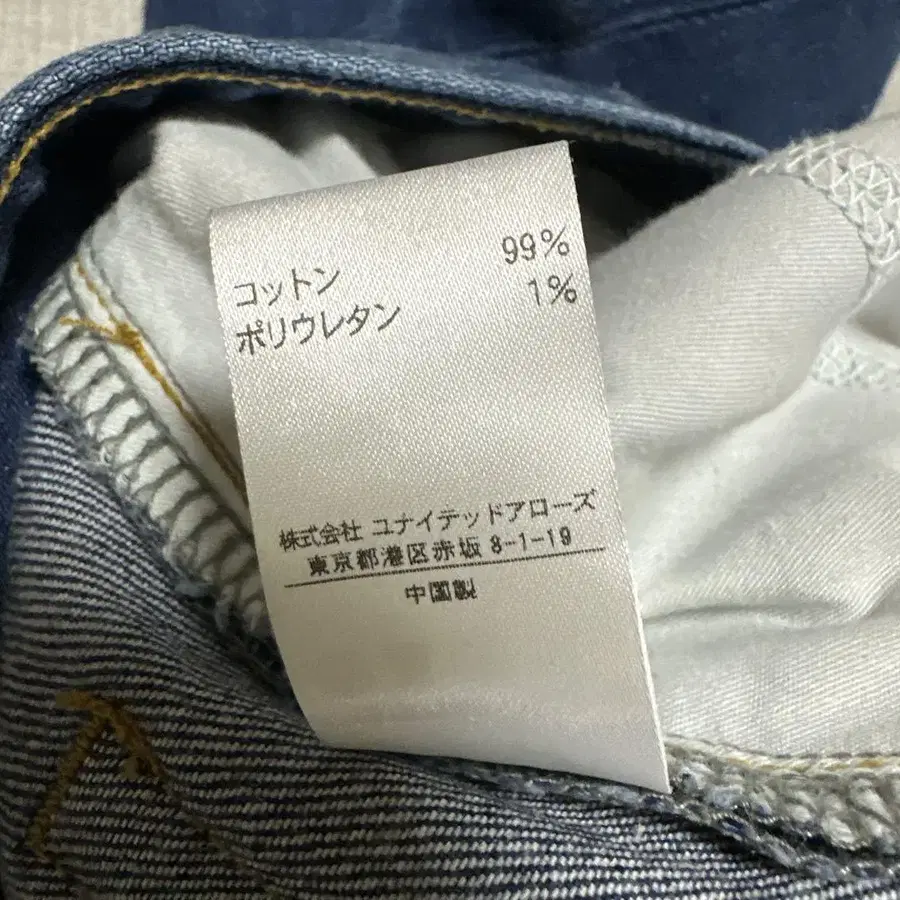 コットン 99%
ポリウレタン 1%
株式会社 ユナイテッドアローズ
東京都港区赤坂 8-1-19
中国製